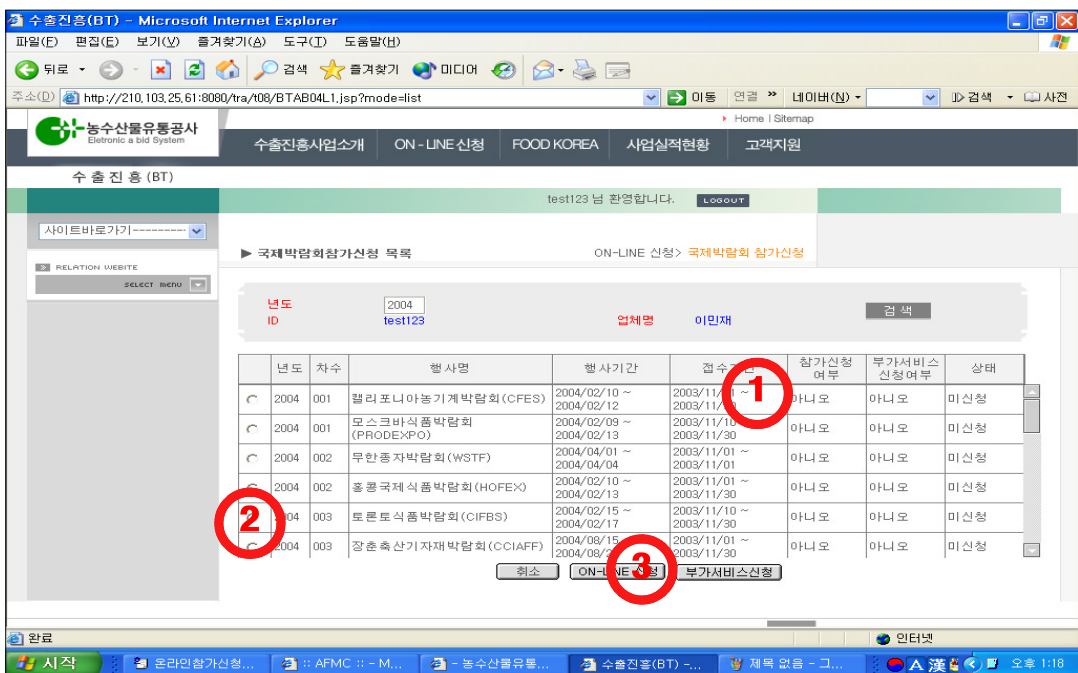 수출진흥(BT) - Microsoft Internet Explorer
파일(F) 편집(E) 보기(V) 즐겨찾기(A) 도구(T) 도움말(H)
뒤로 검색 즐겨찾기 미디어
주소(D) http://210,103,25,61:8080/tra/t08/BTAB04L1.jsp?mode=list 이동 연결 » 네이버(N) 검색 사전
농수산물유통공사
Eletronic a bid System
Home | Sitemap
수출진흥사업소개 ON - LINE 신청 FOOD KOREA 사업실적현황 고객지원
수 출 진 흥 (BT)
test123 님 환영합니다. LOGOUT
사이트바로가기---------
RELATION WEBITE
SELECT MENU
▶ 국제박람회참가신청 목록 ON-LINE 신청> 국제박람회 참가신청
년도 2004 검 색
ID test123 업체명 이민재
년도 차수 행사명 행사기간 접수 참가신청 여부 부가서비스 신청여부 상태
1
2004 001 캘리포니아농기계박람회(CFES) 2004/02/10 ~ 2004/02/12 2003/11/ 아니오 미신청
2004 001 모스크바식품박람회 (PRODEXPO) 2004/02/09 ~ 2004/02/13 2003/11/10 2003/11/30 아니오 아니오 미신청
2004 002 무한종자박람회(WSTF) 2004/04/01 ~ 2004/04/04 2003/11/01 ~ 2003/11/01 아니오 아니오 미신청
2004 002 홍콩국제식품박람회(HOFEX) 2004/02/10 ~ 2004/02/13 2003/11/01 ~ 2003/11/30 아니오 아니오 미신청
2
003 토론토식품박람회(CIFBS) 2004/02/15 ~ 2004/02/17 2003/11/10 ~ 2003/11/30 아니오 아니오 미신청
2004 003 장춘축산기자재박람회(CCIAFF) 2004/08/15 2004/08/2 2003/11/01 ~ 2003/11/30 아니오 아니오 미신청
3
취소 ON-LINE 신청 부가서비스신청
완료 인터넷
시작 온라인참가신청... :: AFMC :: - M... - 농수산물유통... 수출진흥(BT) -... 제목 없음 - 그... A 漢 오후 1:18